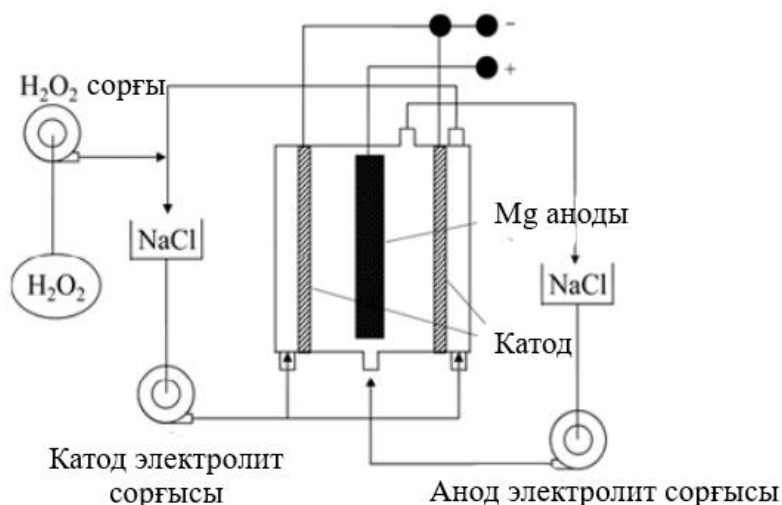 −
+
H₂O₂ сорғы
NaCl
H₂O₂
Mg аноды
NaCl
Катод
Катод электролит
сорғысы
Анод электролит сорғысы